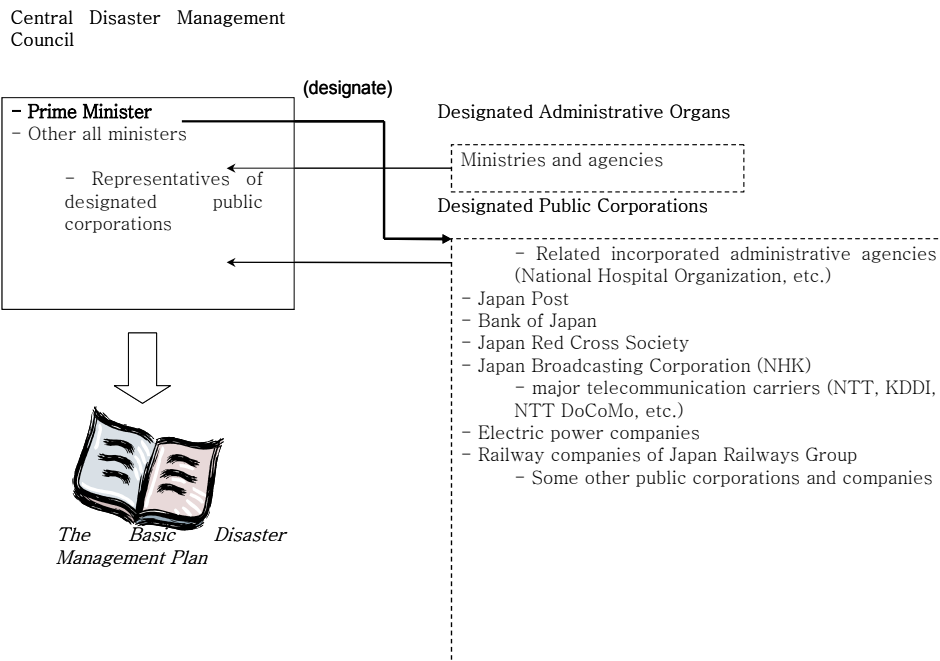 Central Disaster Management
Council
(designate)
- Prime Minister
- Other all ministers
- Representatives of
designated public
corporations
Designated Administrative Organs
Ministries and agencies
Designated Public Corporations
- Related incorporated administrative agencies
(National Hospital Organization, etc.)
- Japan Post
- Bank of Japan
- Japan Red Cross Society
- Japan Broadcasting Corporation (NHK)
- major telecommunication carriers (NTT, KDDI,
NTT DoCoMo, etc.)
- Electric power companies
- Railway companies of Japan Railways Group
- Some other public corporations and companies
The Basic Disaster
Management Plan